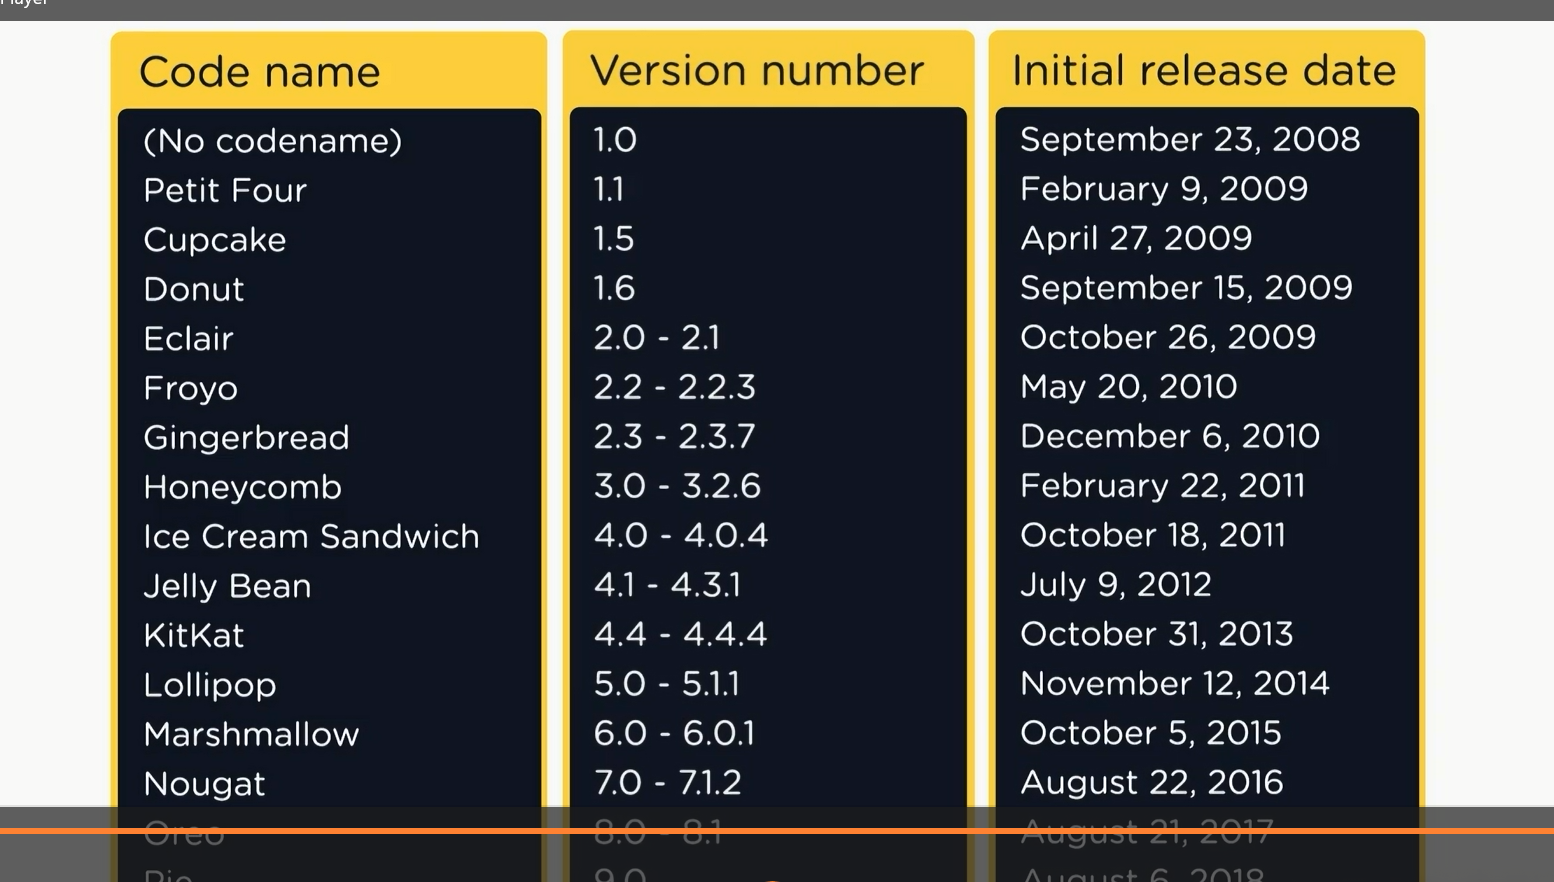 Player
Code name Version number Initial release date
(No codename) 1.0 September 23, 2008
Petit Four 1.1 February 9, 2009
Cupcake 1.5 April 27, 2009
Donut 1.6 September 15, 2009
Eclair 2.0 - 2.1 October 26, 2009
Froyo 2.2 - 2.2.3 May 20, 2010
Gingerbread 2.3 - 2.3.7 December 6, 2010
Honeycomb 3.0 - 3.2.6 February 22, 2011
Ice Cream Sandwich 4.0 - 4.0.4 October 18, 2011
Jelly Bean 4.1 - 4.3.1 July 9, 2012
KitKat 4.4 - 4.4.4 October 31, 2013
Lollipop 5.0 - 5.1.1 November 12, 2014
Marshmallow 6.0 - 6.0.1 October 5, 2015
Nougat 7.0 - 7.1.2 August 22, 2016
Oreo 8.0 - 8.1 August 21, 2017
Pie 9.0 August 6, 2018